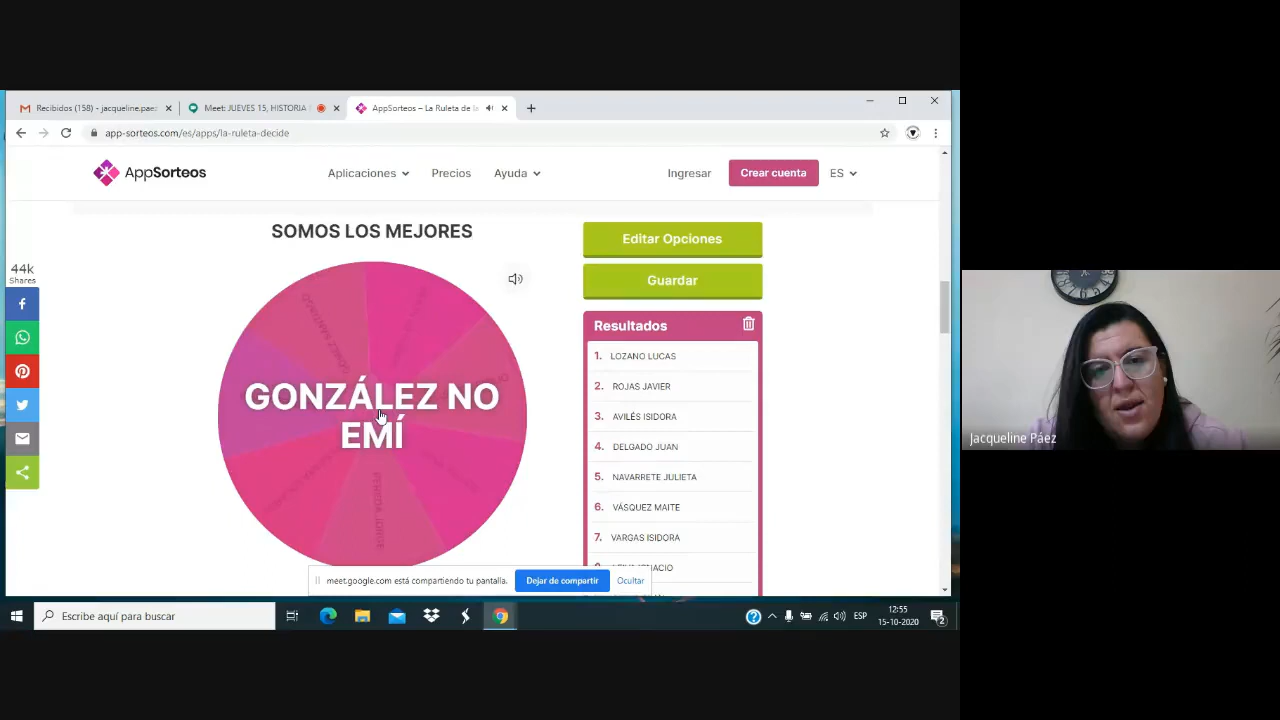 Recibidos (158) - jacqueline.pae
Meet: JUEVES 15, HISTORIA
AppSorteos – La Ruleta de la
app-sorteos.com/es/apps/la-ruleta-decide
AppSorteos
Aplicaciones
Precios
Ayuda
Ingresar
Crear cuenta
ES
SOMOS LOS MEJORES
Editar Opciones
Guardar
44k
Shares
GONZÁLEZ NO
EMÍ
Resultados
1. LOZANO LUCAS
2. ROJAS JAVIER
3. AVILÉS ISIDORA
4. DELGADO JUAN
5. NAVARRETE JULIETA
6. VÁSQUEZ MAITE
7. VARGAS ISIDORA
meet.google.com está compartiendo tu pantalla.
Dejar de compartir
Ocultar
Escribe aquí para buscar
ESP
12:55
15-10-2020
2
Jacqueline Páez